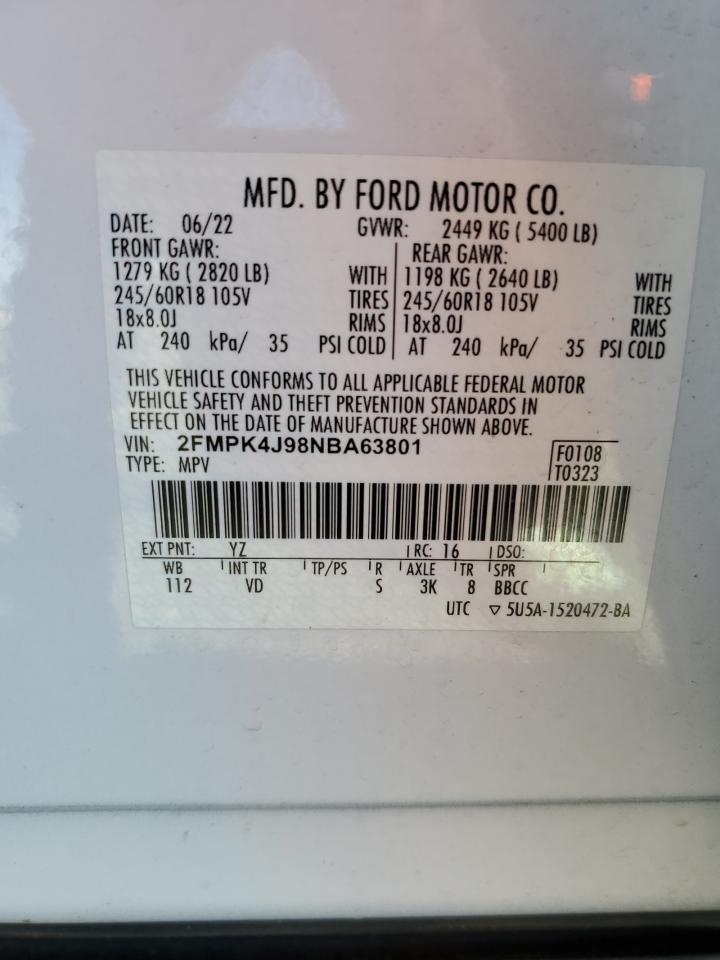 MFD. BY FORD MOTOR CO.
DATE: 06/22 GVWR: 2449 KG ( 5400 LB)
FRONT GAWR: REAR GAWR:
1279 KG ( 2820 LB) WITH 1198 KG ( 2640 LB) WITH
245/60R18 105V TIRES 245/60R18 105V TIRES
18x8.0J RIMS 18x8.0J RIMS
AT 240 kPa/ 35 PSI COLD AT 240 kPa/ 35 PSI COLD
THIS VEHICLE CONFORMS TO ALL APPLICABLE FEDERAL MOTOR
VEHICLE SAFETY AND THEFT PREVENTION STANDARDS IN
EFFECT ON THE DATE OF MANUFACTURE SHOWN ABOVE.
VIN: 2FMPK4J98NBA63801 F0108
TYPE: MPV T0323
EXT PNT: YZ RC: 16 DSO:
WB INT TR TP/PS R AXLE TR SPR
112 VD S 3K 8 BBCC
UTC ▽ 5U5A-1520472-BA